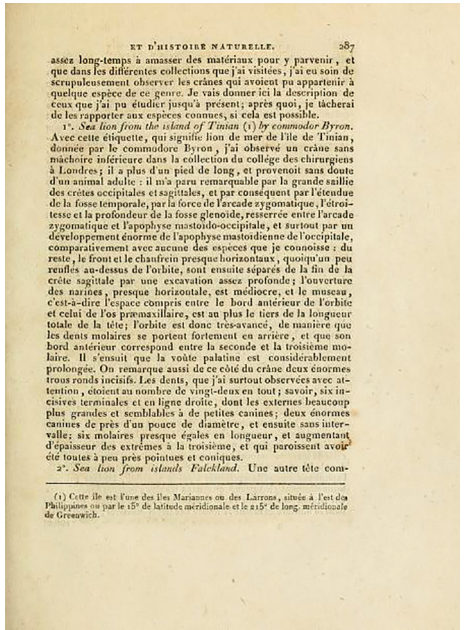 ET D'HISTOIRE NATURELLE. 287
assez long-temps à amasser des matériaux pour y parvenir, et
que dans les différentes collections que j'ai visitées, j'ai eu soin de
scrupuleusement observer les crânes qui avoient pu appartenir à
quelque espèce de ce genre. Je vais donner ici la description de
ceux que j'ai pu étudier jusqu'à présent; après quoi, je tâcherai
de les rapporter aux espèces connues, si cela est possible.
1°. Sea lion from the island of Tinian (1) by commodor Byron.
Avec cette étiquette, qui signifie lion de mer de l'île de Tinian,
donnée par le commodore Byron, j'ai observé un crâne sans
mâchoire inférieure dans la collection du collége des chirurgiens
à Londres; il a plus d'un pied de long, et provenoit sans doute
d'un animal adulte : il m'a paru remarquable par la grande saillie
des crêtes occipitales et sagittales, et par conséquent par l'étendue
de la fosse temporale, par la force de l'arcade zygomatique, l'étroi-
tesse et la profondeur de la fosse glenoïde, resserrée entre l'arcade
zygomatique et l'apophyse mastoïdo-occipitale, et surtout par un
développement énorme de l'apophyse mastoïdienne de l'occipitale,
comparativement avec aucune des espèces que je connoisse : du
reste, le front et le chanfrein presque horizontaux, quoiqu'un peu
renflés au-dessus de l'orbite, sont ensuite séparés de la fin de la
crête sagittale par une excavation assez profonde; l'ouverture
des narines, presque horizontale, est médiocre, et le museau,
c'est-à-dire l'espace compris entre le bord antérieur de l'orbite
et celui de l'os præmaxillaire, est au plus le tiers de la longueur
totale de la tête; l'orbite est donc très-avancé, de manière que
les dents molaires se portent fortement en arrière, et que son
bord antérieur correspond entre la seconde et la troisième mo-
laire. Il s'ensuit que la voûte palatine est considérablement
prolongée. On remarque aussi de ce côté du crâne deux énormes
trous ronds incisifs. Les dents, que j'ai surtout observées avec at-
tention, étoient au nombre de vingt-deux en tout; savoir, six in-
cisives terminales et en ligne droite, dont les externes beaucoup
plus grandes et semblables à de petites canines; deux énormes
canines de près d'un pouce de diamètre, et ensuite sans inter-
valle; six molaires presque égales en longueur, et augmentant
d'épaisseur des extrêmes à la troisième, et qui paroissent avoir
été toutes à peu près pointues et coniques.
2°. Sea lion from islands Falckland. Une autre tête com-
(1) Cette île est l'une des îles Mariannes ou des Larrons, située à l'est des
Philippines ou par le 15° de latitude méridionale et le 215° de long. méridionale
de Greenwich.